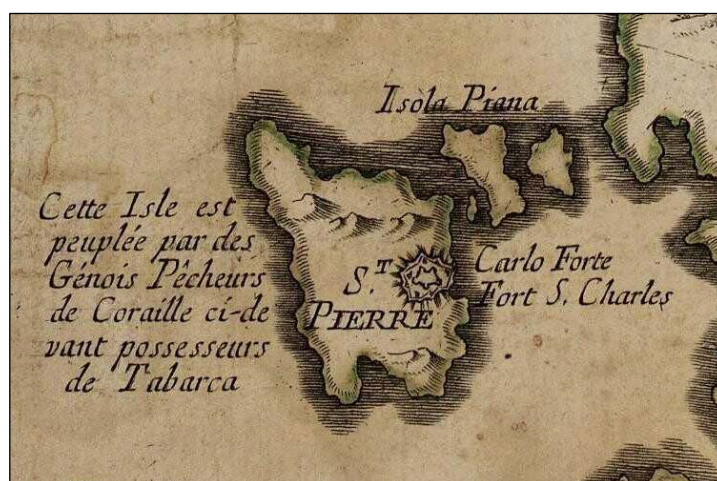 Isola Piana
Cette Isle est
peuplée par des
Génois Pêcheurs
de Coraille ci-de
vant possesseurs
de Tabarca
S.T
PIERRE
Carlo Forte
Fort S. Charles